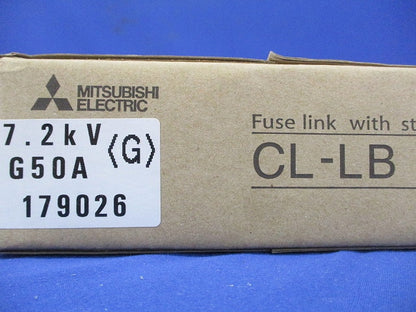 MITSUBISHI
ELECTRIC
7.2kV 〈G〉
G50A
179026
Fuse link with st
CL-LB